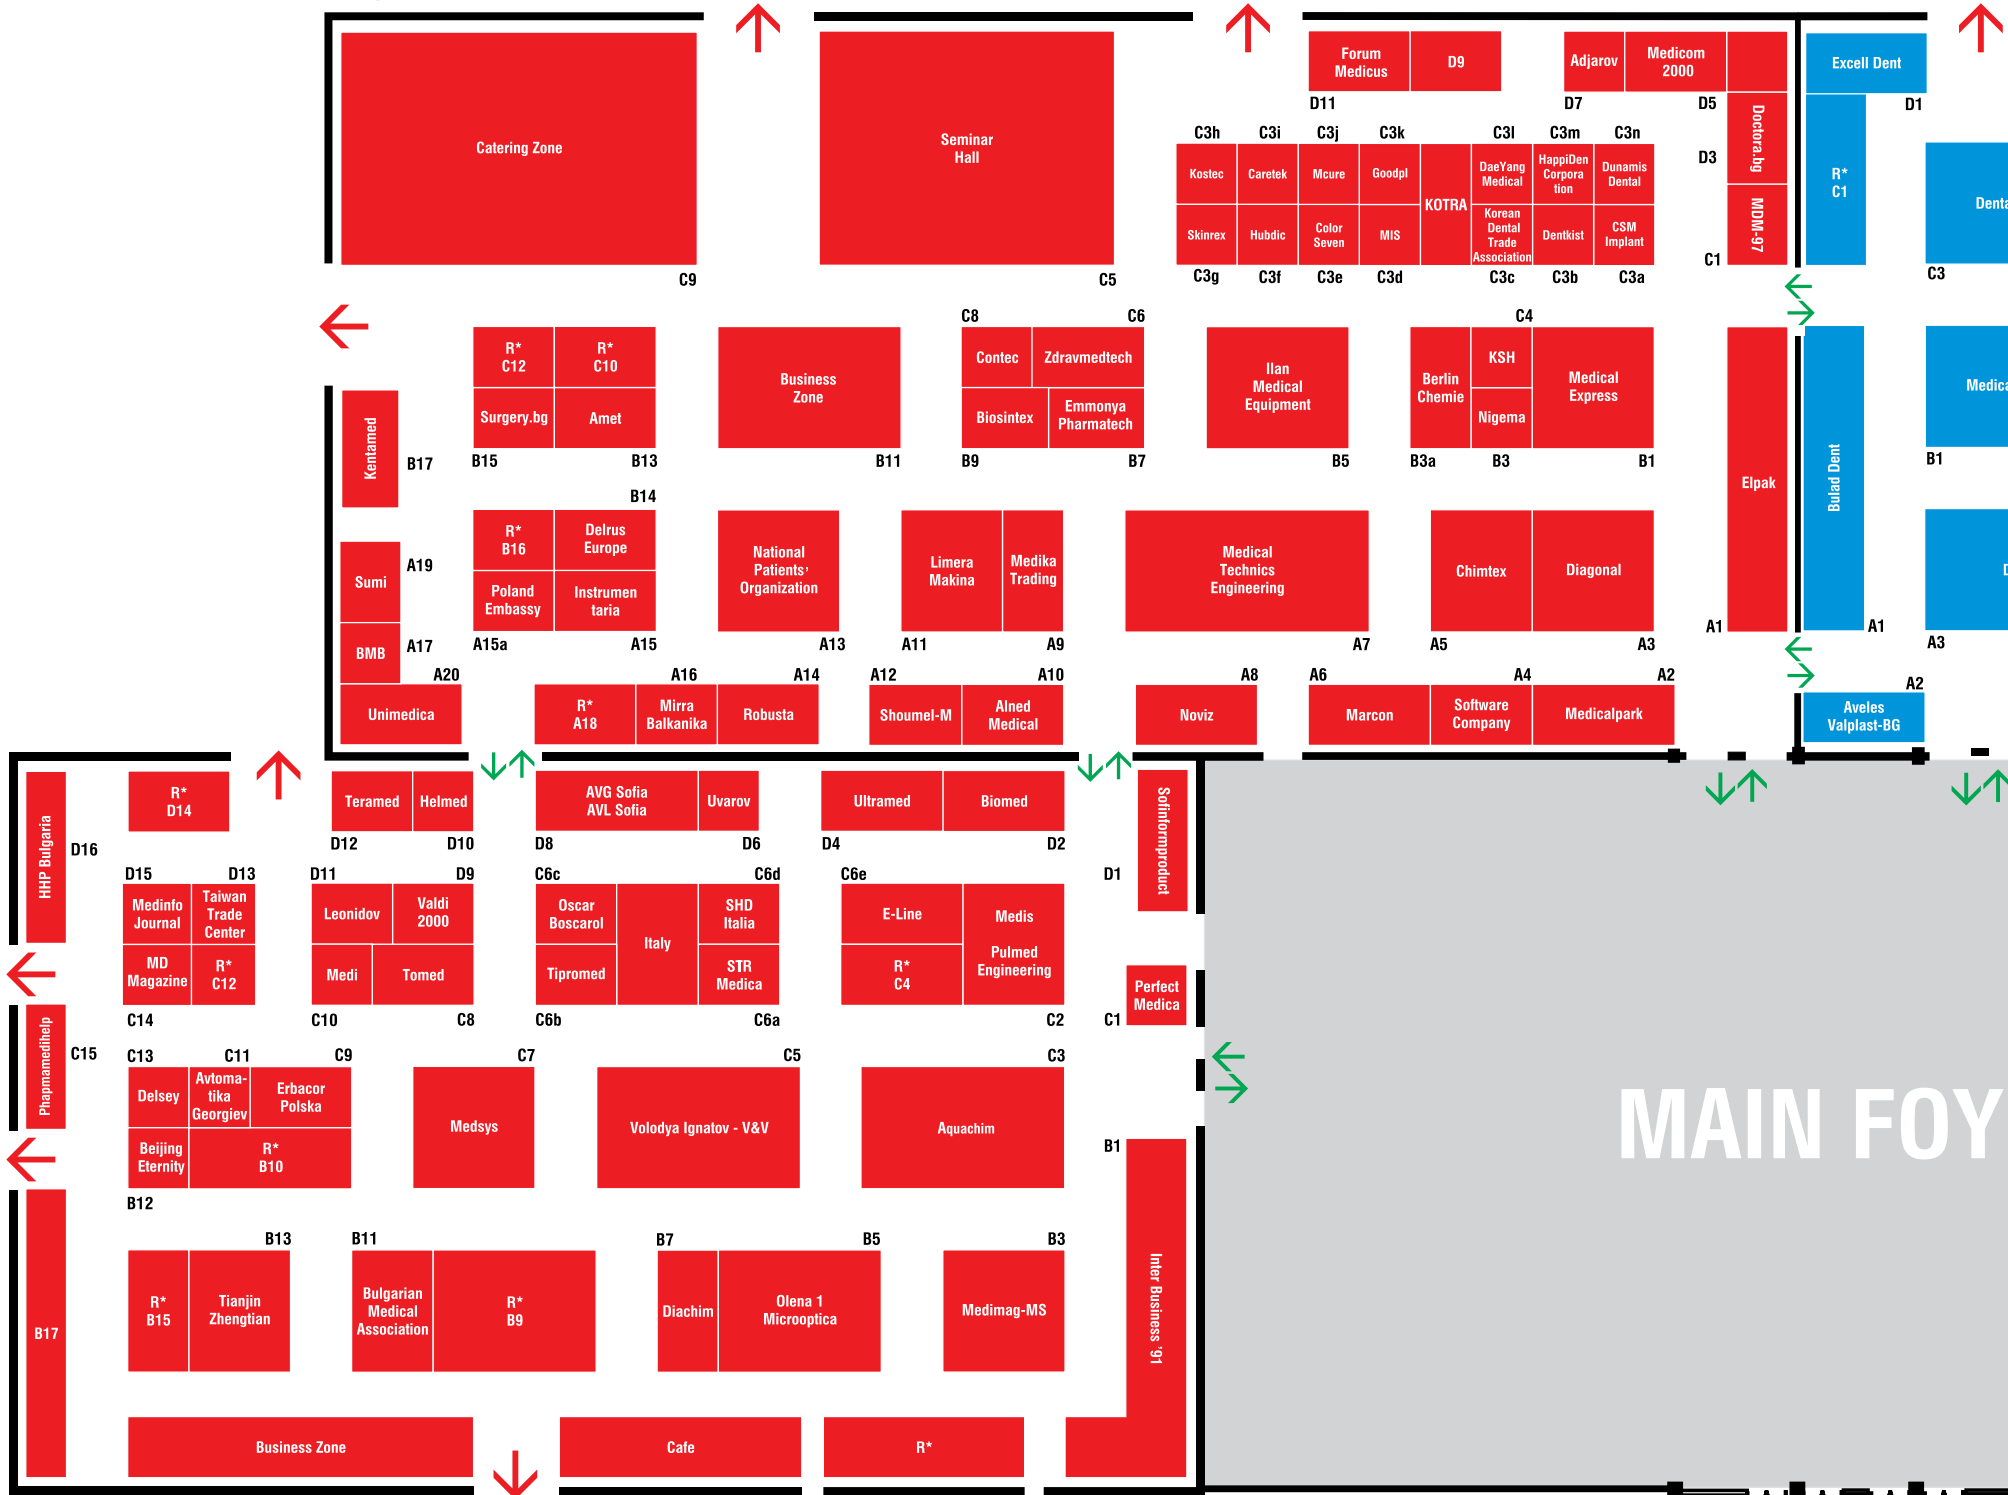 Forum
Medicus
D9
Adjarov
Medicom
2000
Excell Dent
D11
D7
D5
D1
Catering Zone
Seminar
Hall
Doctora.bg
D3
C3h
C3i
C3j
C3k
C3l
C3m
C3n
Kostec
Caretek
Mcure
Goodpl
KOTRA
DaeYang
Medical
HappiDen
Corpora
tion
Dunamis
Dental
R*
C1
Denta
Skinrex
Hubdic
Color
Seven
MIS
Korean
Dental
Trade
Association
Dentkist
CSM
Implant
MDM-97
C1
C9
C5
C3g
C3f
C3e
C3d
C3c
C3b
C3a
C3
C8
C6
C4
R*
C12
R*
C10
Business
Zone
Contec
Zdravmedtech
Ilan
Medical
Equipment
Berlin
Chemie
KSH
Medical
Express
Medica
Kentamed
Surgery.bg
Amet
Biosintex
Emmonya
Pharmatech
Nigema
B17
B15
B13
B11
B9
B7
B5
B3a
B3
B1
B1
Elpak
Bulad Dent
B14
R*
B16
Delrus
Europe
National
Patients'
Organization
Limera
Makina
Medika
Trading
Medical
Technics
Engineering
Chimtex
Diagonal
Sumi
A19
Poland
Embassy
Instrumen
taria
BMB
A17
A15a
A15
A13
A11
A9
A7
A5
A3
A1
A1
A3
A20
A16
A14
A12
A10
A8
A6
A4
A2
A2
Unimedica
R*
A18
Mirra
Balkanika
Robusta
Shoumel-M
Alned
Medical
Noviz
Marcon
Software
Company
Medicalpark
Aveles
Valplast-BG
HHP Bulgaria
D16
R*
D14
Teramed
Helmed
AVG Sofia
AVL Sofia
Uvarov
Ultramed
Biomed
Sofinformproduct
D12
D10
D8
D6
D4
D2
D1
D15
D13
D11
D9
C6c
C6d
C6e
Medinfo
Journal
Taiwan
Trade
Center
Leonidov
Valdi
2000
Oscar
Boscarol
Italy
SHD
Italia
E-Line
Medis
Pulmed
Engineering
MD
Magazine
R*
C12
Medi
Tomed
Tipromed
STR
Medica
R*
C4
Perfect
Medica
C14
C10
C8
C6b
C6a
C2
C1
Phapmamedihelp
C15
C13
C11
C9
C7
C5
C3
Delsey
Avtoma-
tika
Georgiev
Erbacor
Polska
Medsys
Volodya Ignatov - V&V
Aquachim
MAIN FOY
Beijing
Eternity
R*
B10
B12
B1
B13
B11
B7
B5
B3
B17
R*
B15
Tianjin
Zhengtian
Bulgarian
Medical
Association
R*
B9
Diachim
Olena 1
Microoptica
Medimag-MS
Inter Business '91
Business Zone
Cafe
R*